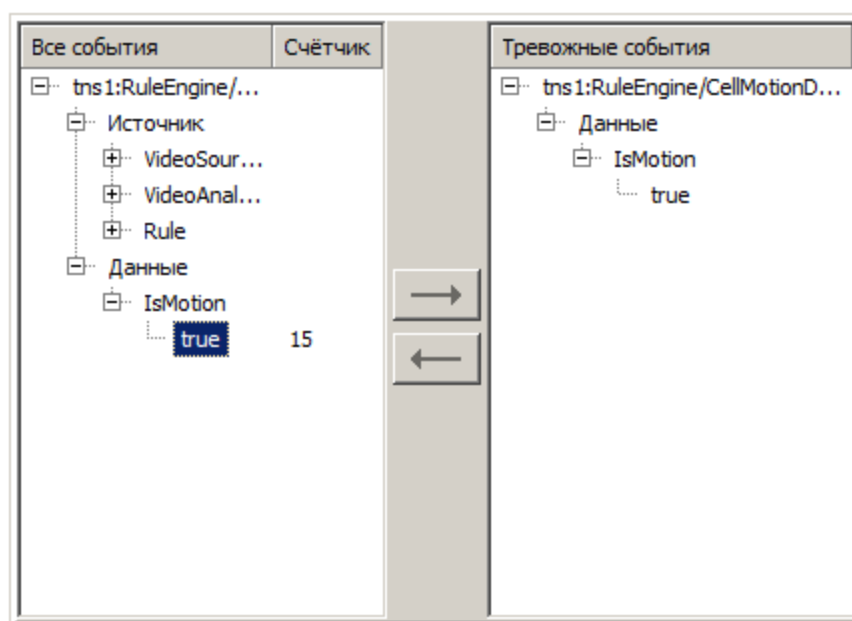 Все события Счётчик
tns1:RuleEngine/...
Источник
VideoSour...
VideoAnal...
Rule
Данные
IsMotion
true 15
Тревожные события
tns1:RuleEngine/CellMotionD...
Данные
IsMotion
true